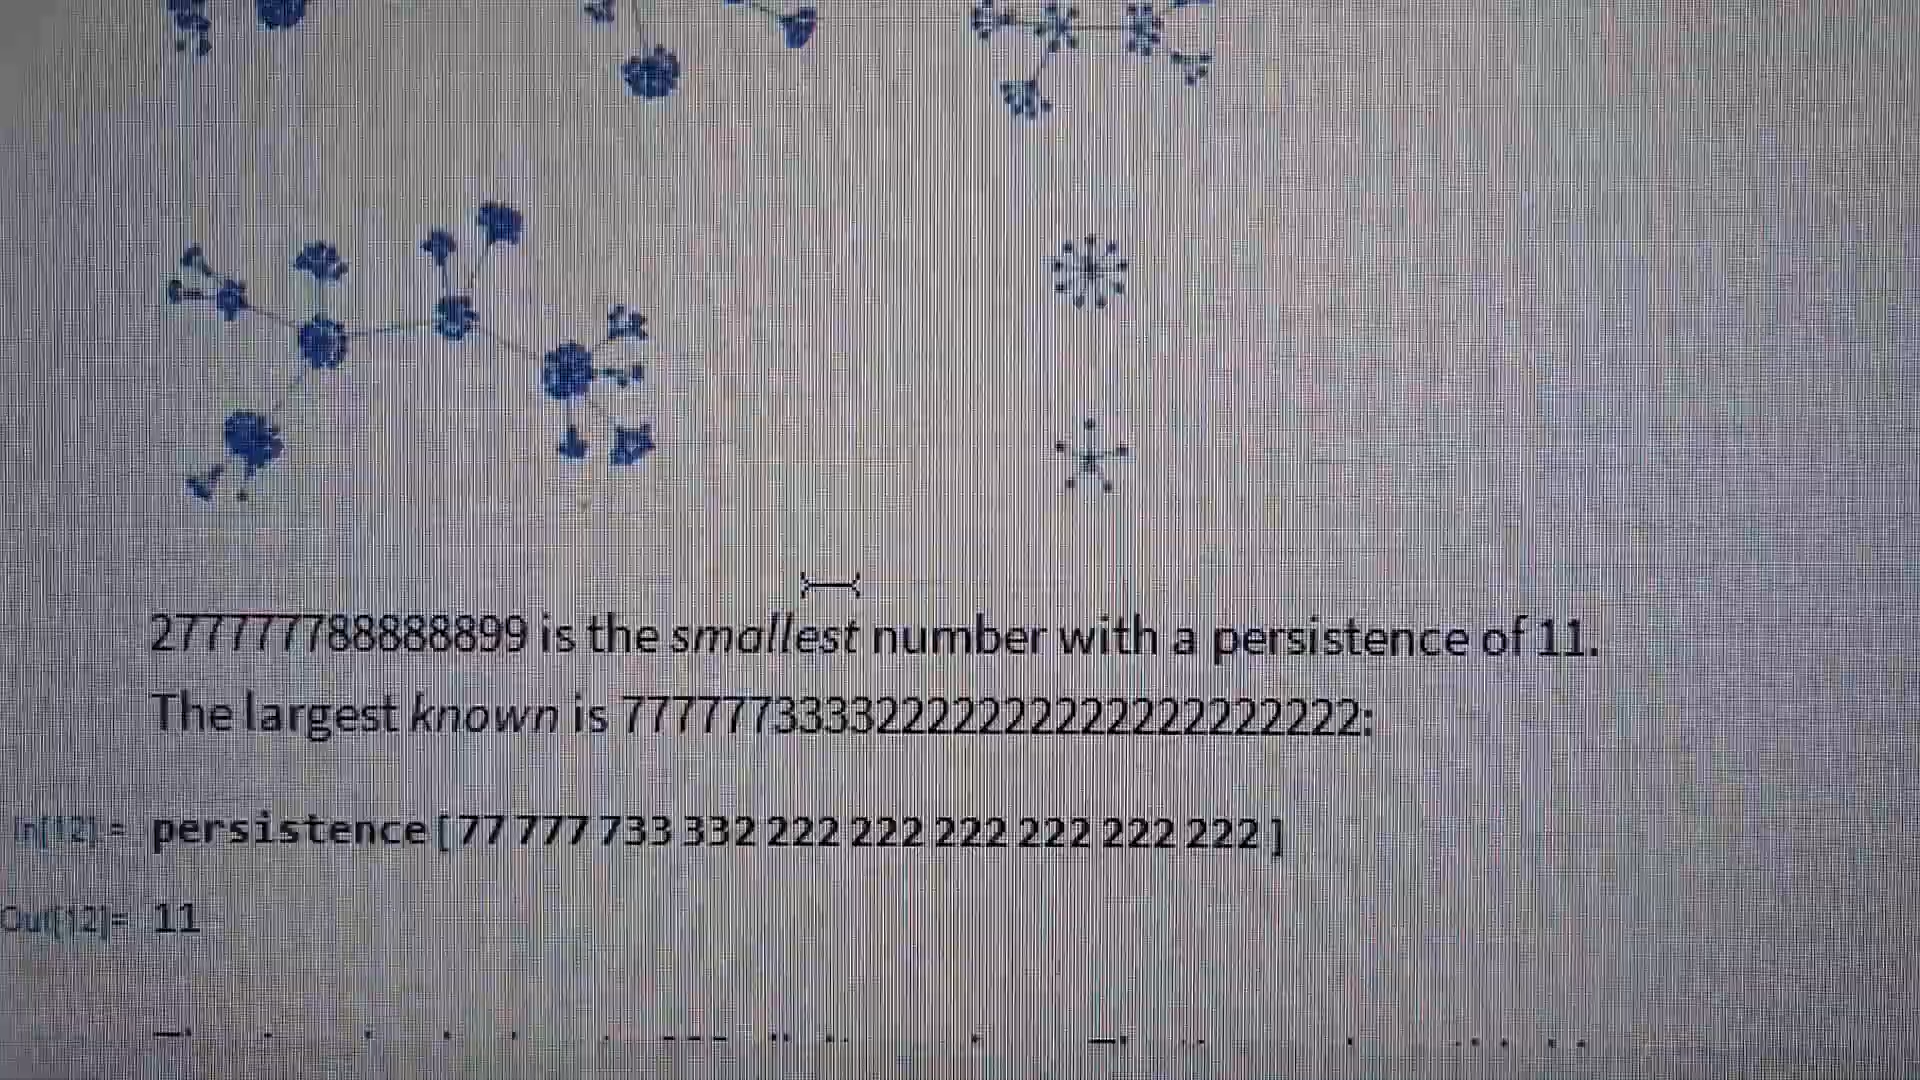 277777788888899 is the smallest number with a persistence of 11.
The largest known is 77777733332222222222222222222:
In[12]:= persistence[77 777 733 332 222 222 222 222 222 222]
Out[12]= 11